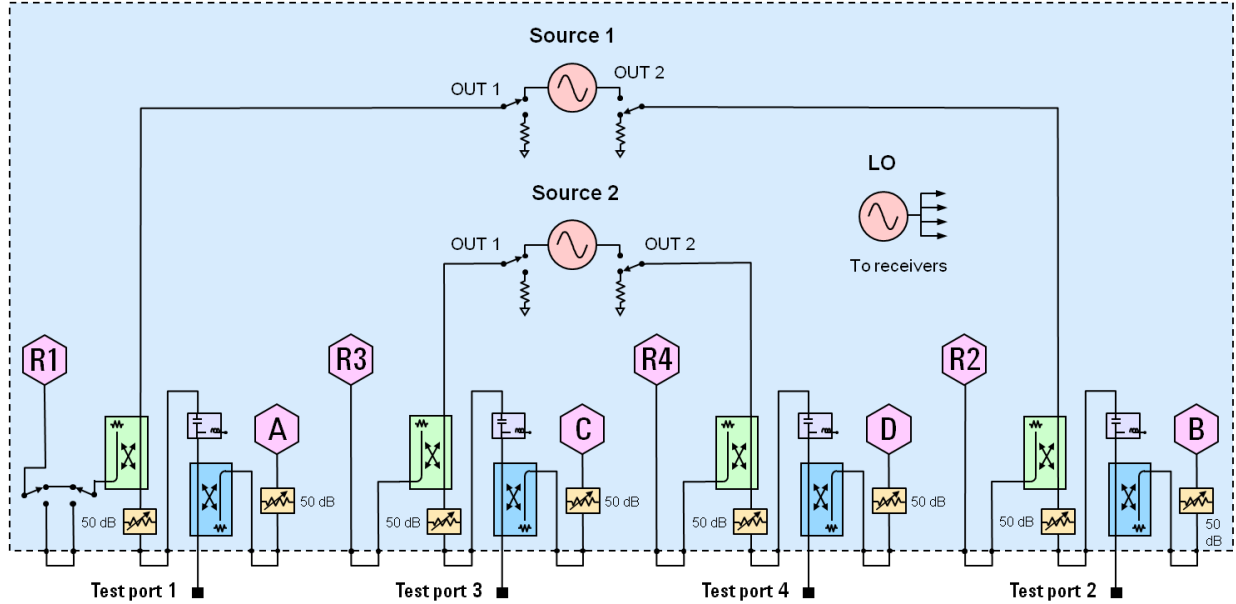 Source 1
OUT 1
OUT 2
LO
To receivers
Source 2
OUT 1
OUT 2
R1
R3
R4
R2
A
C
D
B
50 dB
50 dB
50 dB
50 dB
50 dB
50 dB
50 dB
50
dB
Test port 1
Test port 3
Test port 4
Test port 2